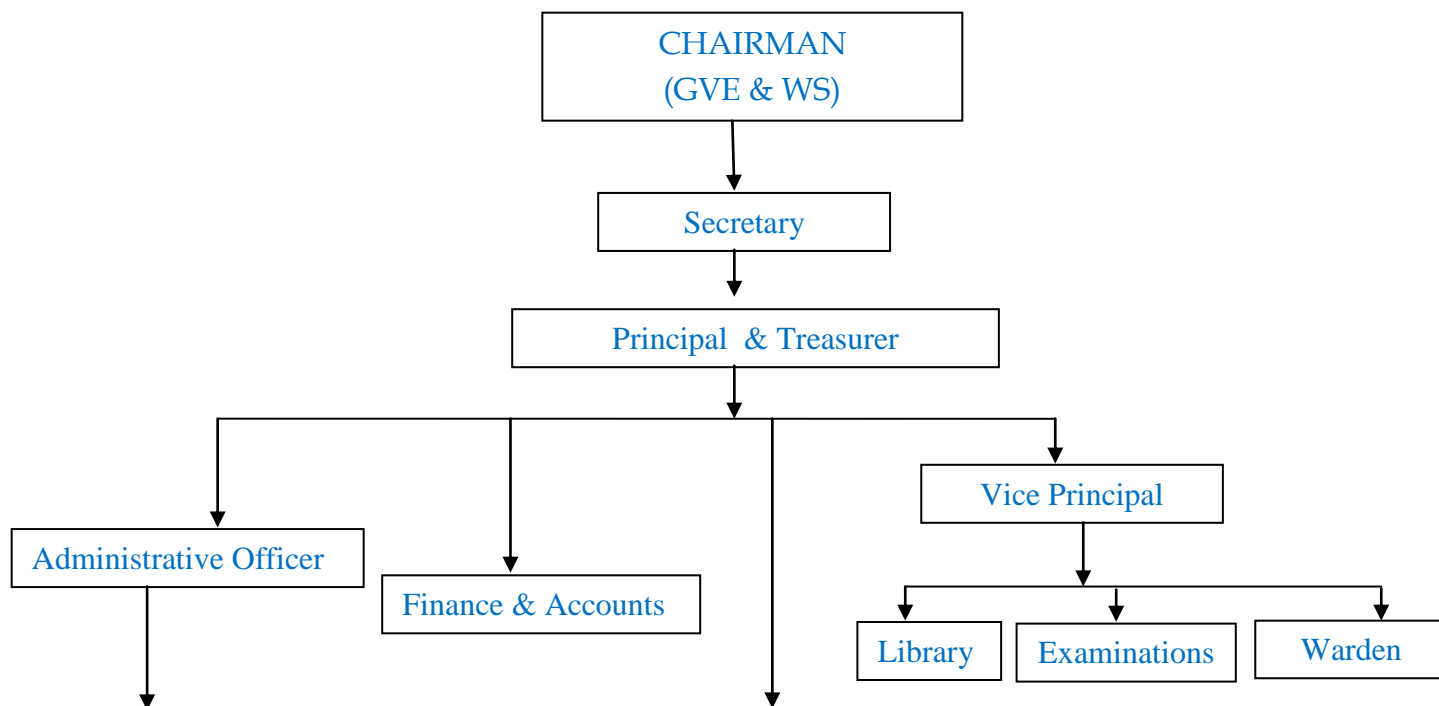 CHAIRMAN
(GVE & WS)
Secretary
Principal & Treasurer
Vice Principal
Administrative Officer
Finance & Accounts
Library
Examinations
Warden